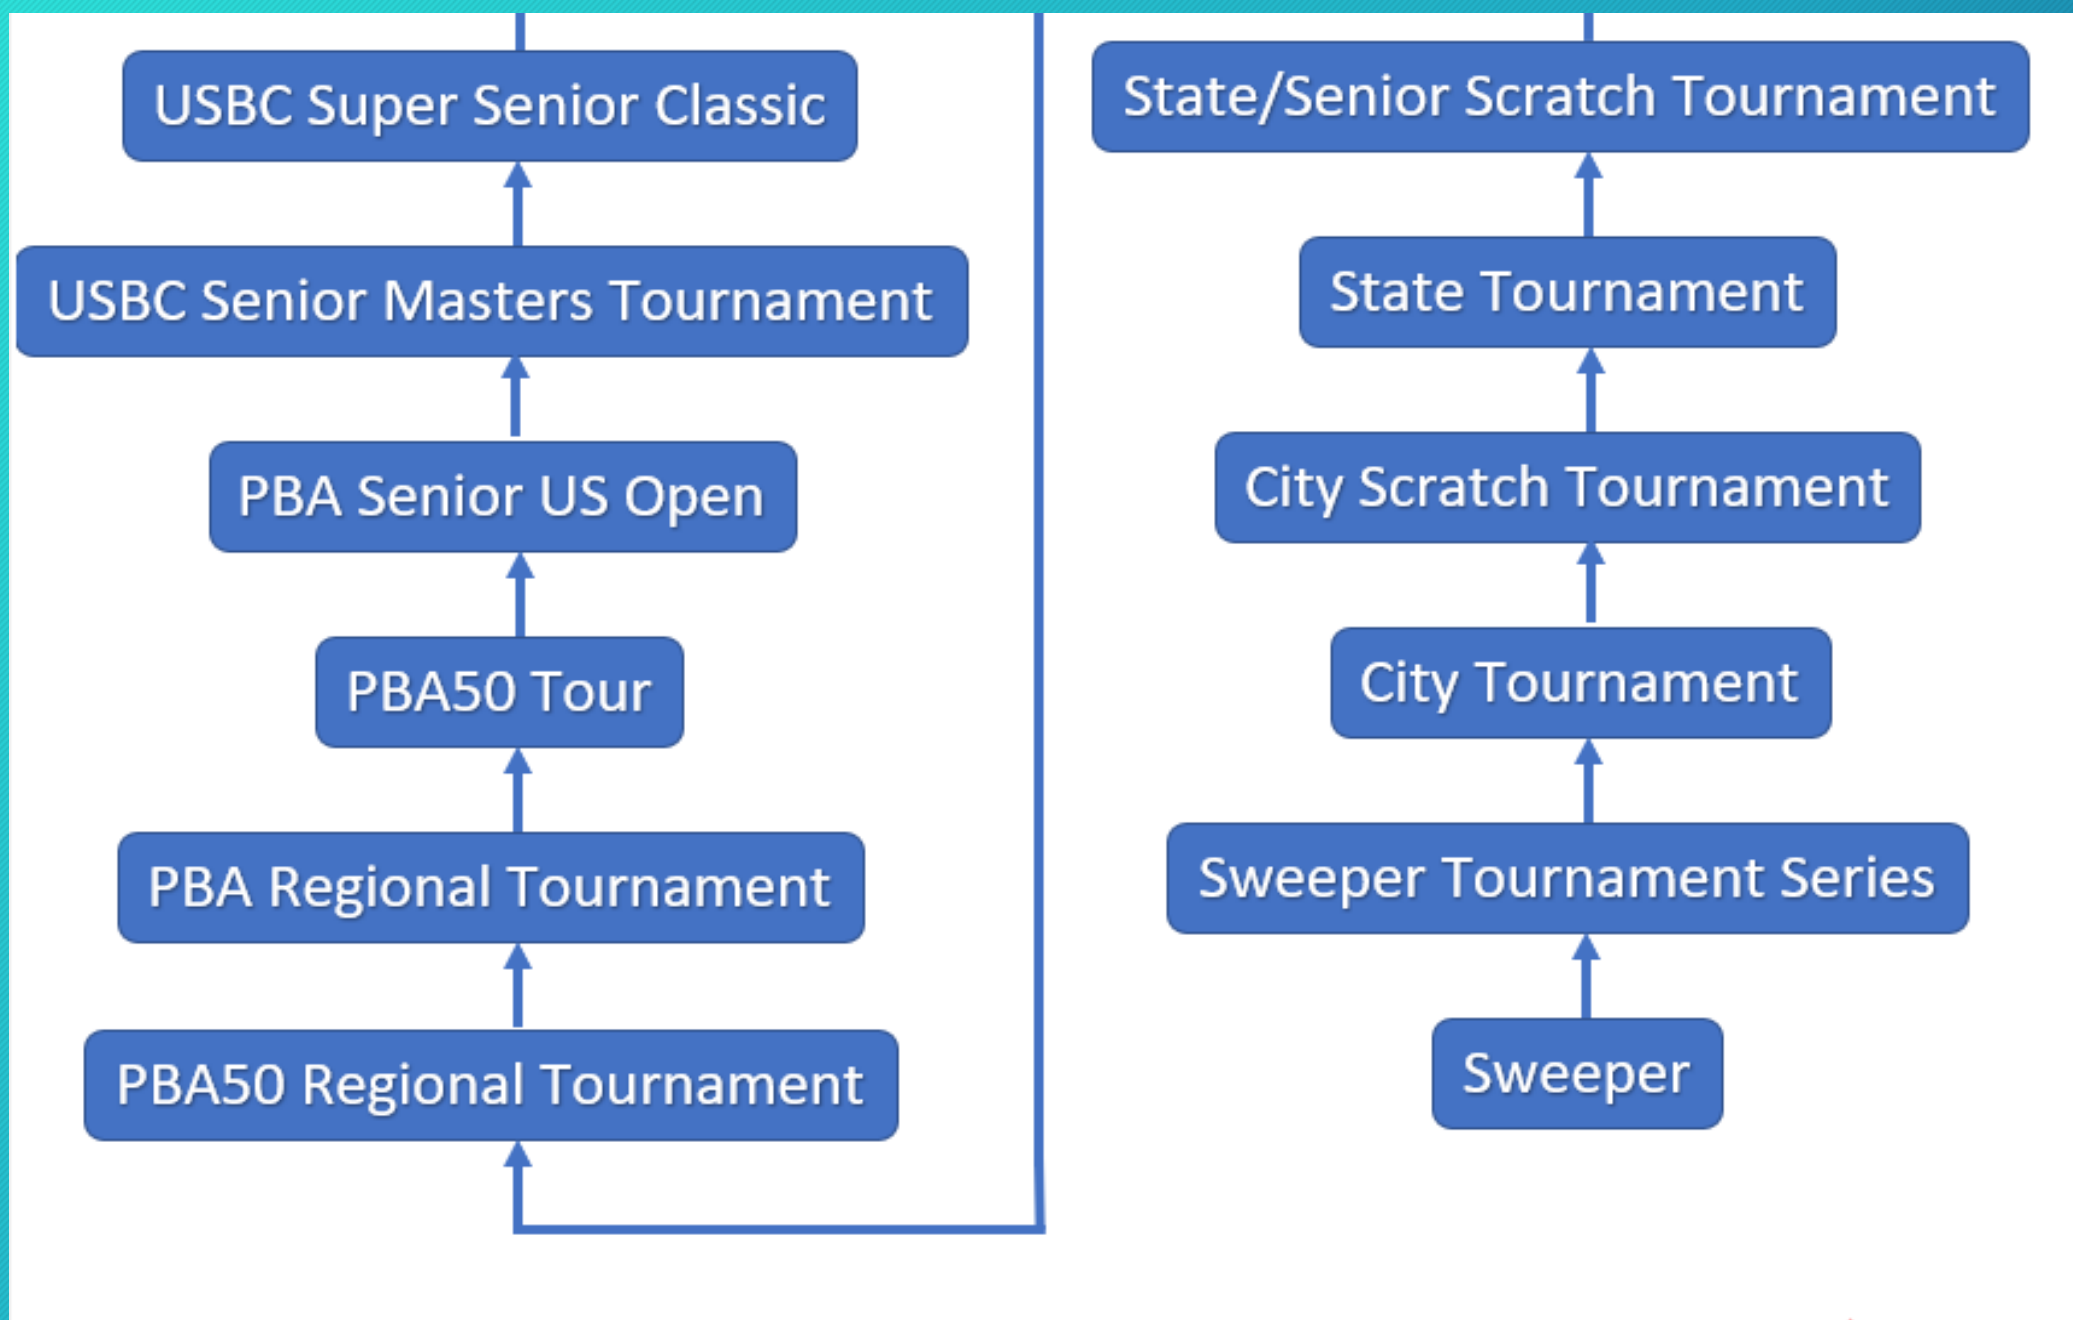 USBC Super Senior Classic
USBC Senior Masters Tournament
PBA Senior US Open
PBA50 Tour
PBA Regional Tournament
PBA50 Regional Tournament
State/Senior Scratch Tournament
State Tournament
City Scratch Tournament
City Tournament
Sweeper Tournament Series
Sweeper